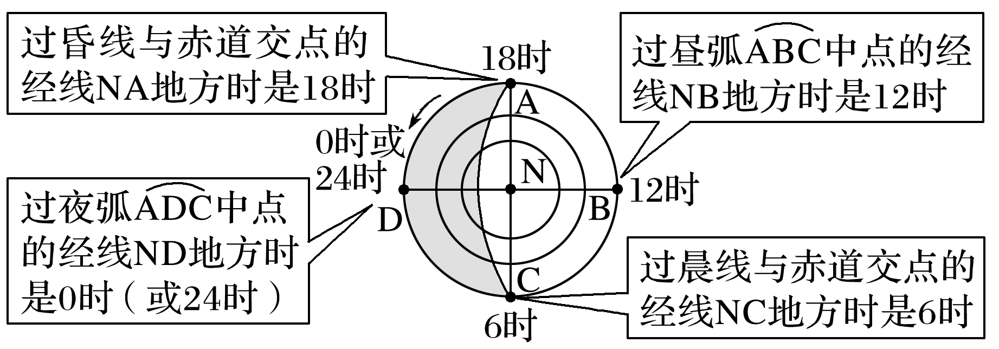 过昏线与赤道交点的
经线NA地方时是18时
过昼弧ABC中点的经
线NB地方时是12时
18时
A
0时或
24时
N
12时
B
D
过夜弧ADC中点
的经线ND地方时
是0时（或24时）
C
6时
过晨线与赤道交点的
经线NC地方时是6时